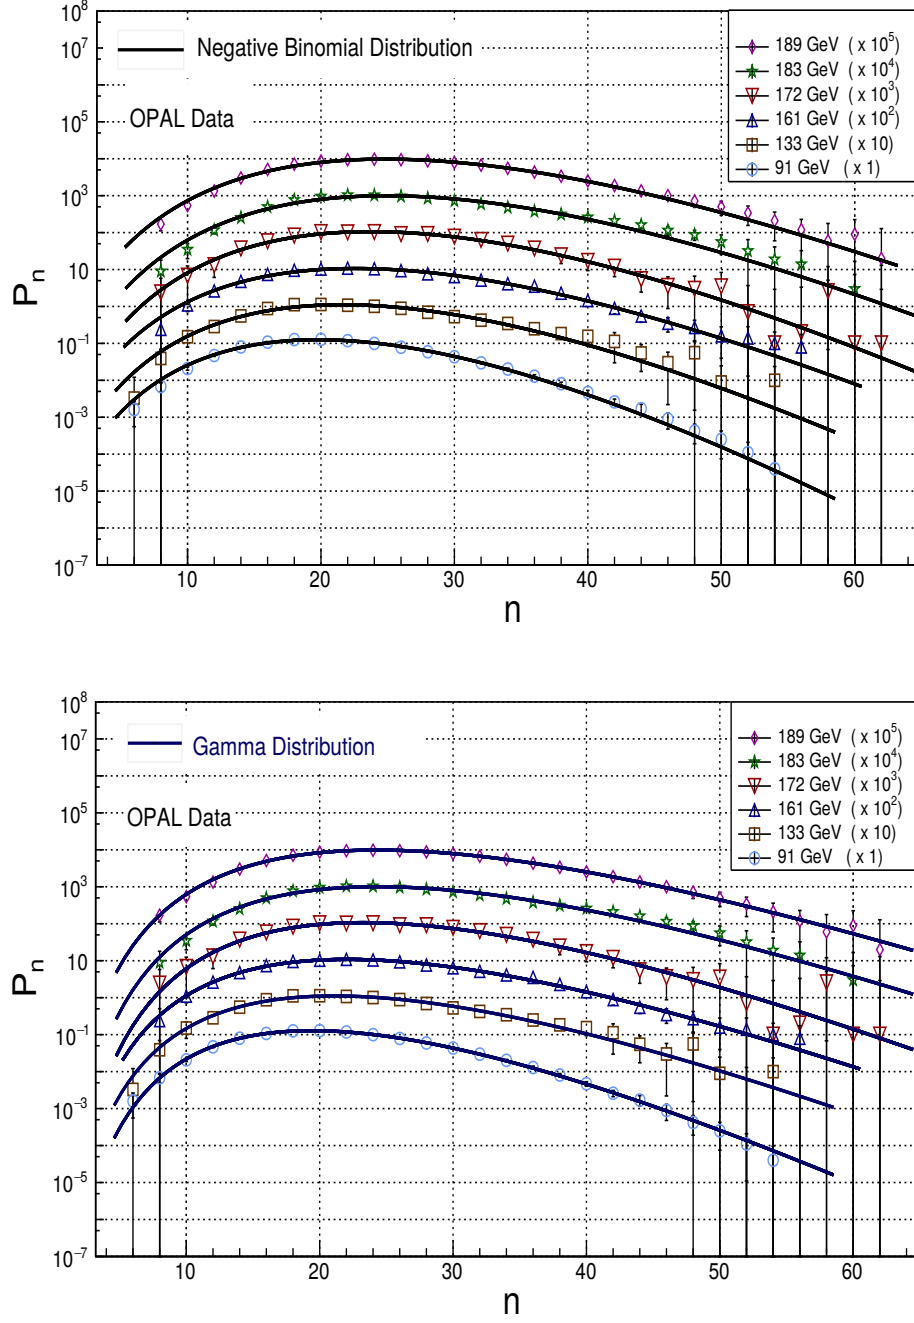 10^8
10^7
10^5
10^3
10
10^-1
10^-3
10^-5
10^-7
P_n
Negative Binomial Distribution
OPAL Data
189 GeV ( x 10^5)
183 GeV ( x 10^4)
172 GeV ( x 10^3)
161 GeV ( x 10^2)
133 GeV ( x 10)
91 GeV ( x 1)
10 20 30 40 50 60
n
10^8
10^7
10^5
10^3
10
10^-1
10^-3
10^-5
10^-7
P_n
Gamma Distribution
OPAL Data
189 GeV ( x 10^5)
183 GeV ( x 10^4)
172 GeV ( x 10^3)
161 GeV ( x 10^2)
133 GeV ( x 10)
91 GeV ( x 1)
10 20 30 40 50 60
n